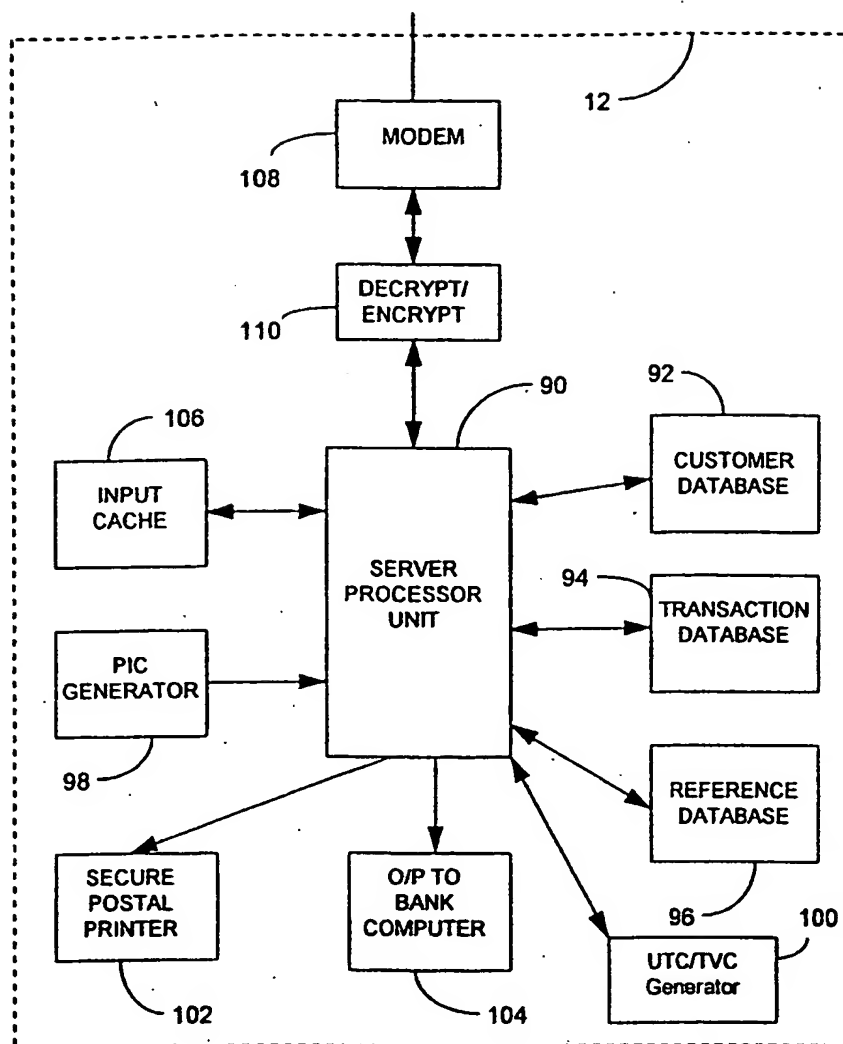 12
MODEM
108
DECRYPT/
ENCRYPT
110
90
92
106
CUSTOMER
DATABASE
INPUT
CACHE
SERVER
PROCESSOR
UNIT
94
TRANSACTION
DATABASE
PIC
GENERATOR
98
REFERENCE
DATABASE
SECURE
POSTAL
PRINTER
O/P TO
BANK
COMPUTER
96
100
UTC/TVC
Generator
102
104